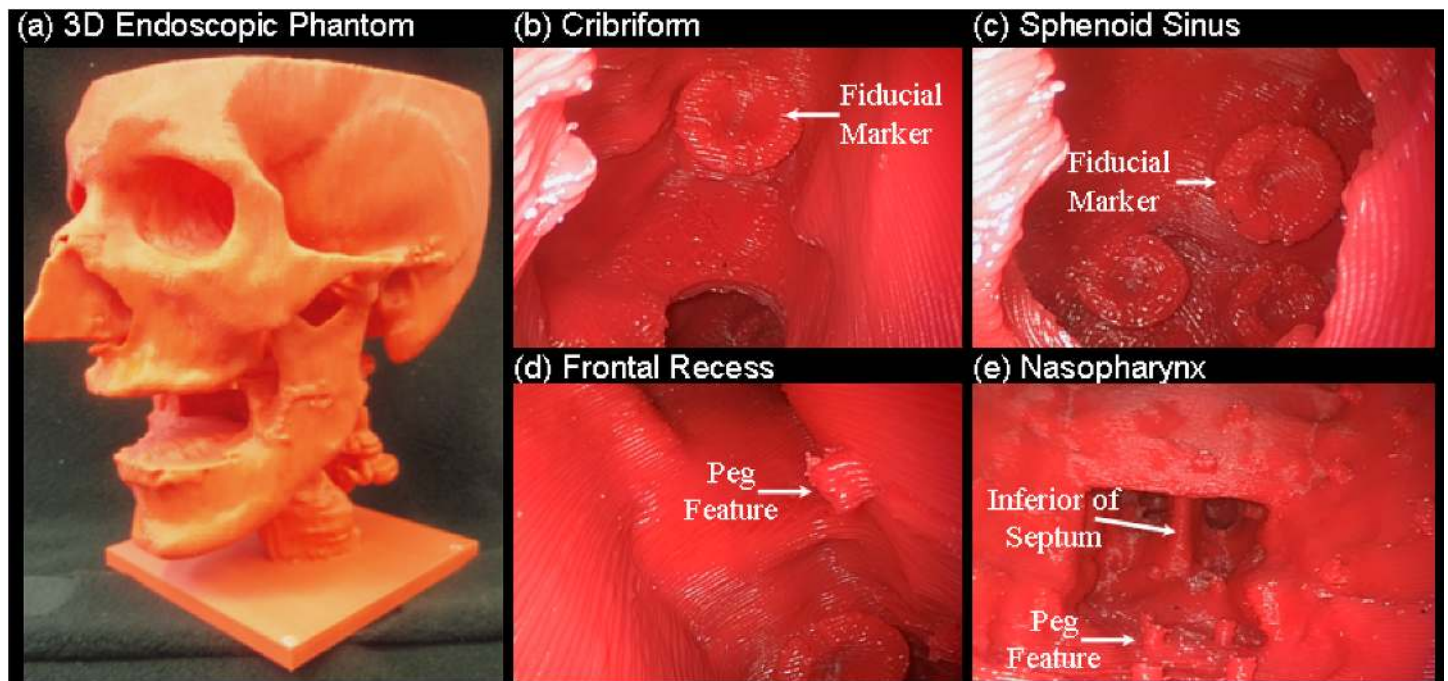 (a) 3D Endoscopic Phantom
(b) Cribriform
Fiducial
Marker
(c) Sphenoid Sinus
Fiducial
Marker
(d) Frontal Recess
Peg
Feature
(e) Nasopharynx
Inferior of
Septum
Peg
Feature